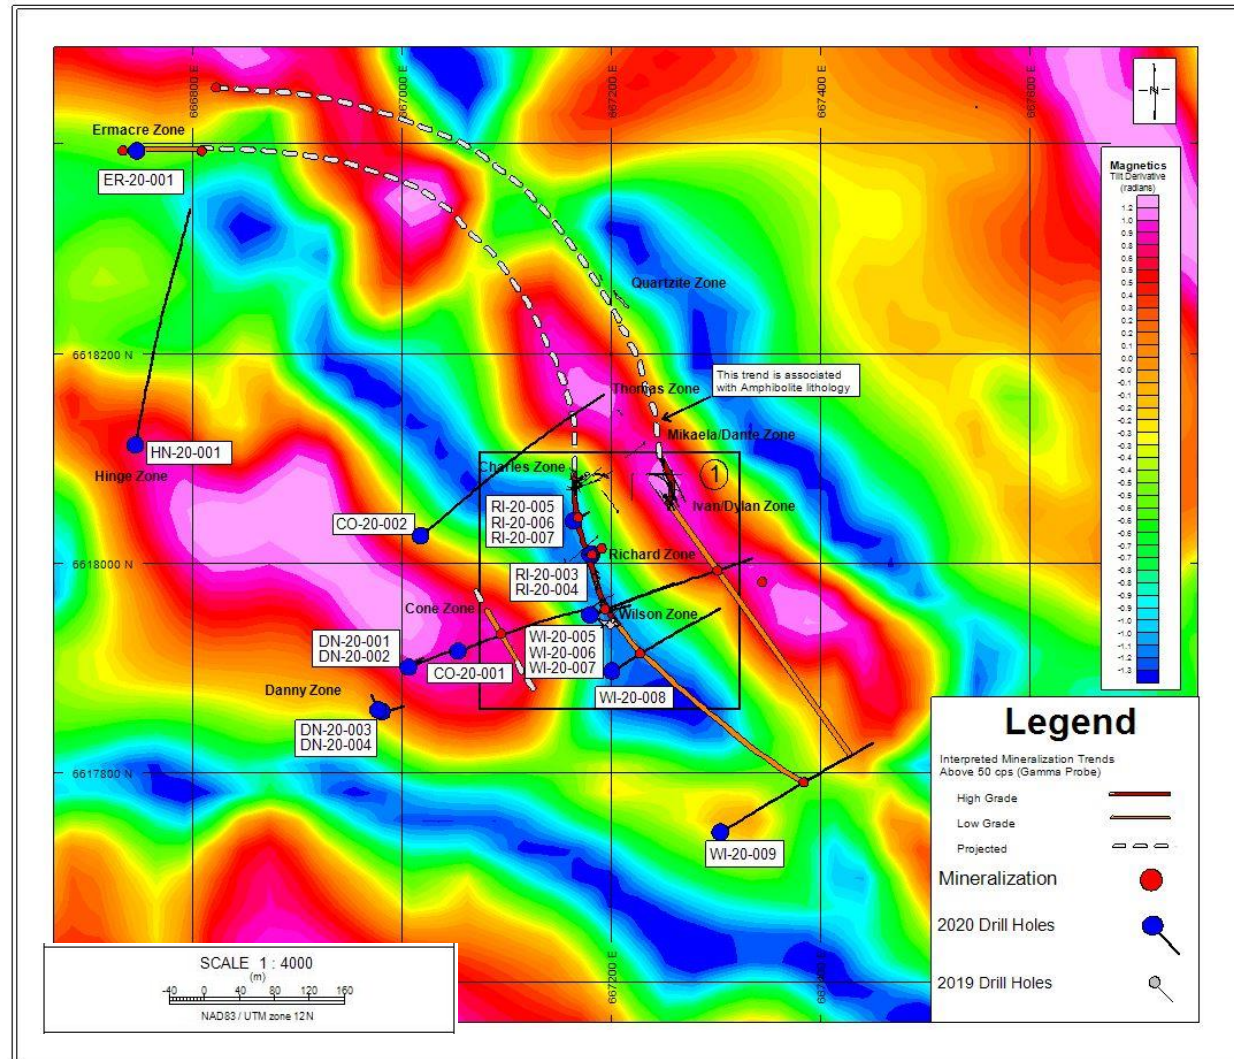 666800 E
667000 E
667200 E
667400 E
667600 E
N
Ermacre Zone
ER-20-001
Magnetics
Tilt Derivative
(radians)
1.2
1.0
0.9
0.8
0.6
0.5
0.4
0.3
0.2
0.1
0.0
-0.1
-0.2
-0.3
-0.4
-0.5
-0.6
-0.7
-0.8
-0.9
-1.0
-1.1
-1.2
-1.3
Quartzite Zone
6618200 N
This trend is associated
with Amphibolite lithology
Thomas Zone
Mikaela/Dante Zone
HN-20-001
Hinge Zone
Charles Zone
1
Ivan/Dylan Zone
RI-20-005
RI-20-006
RI-20-007
CO-20-002
Richard Zone
6618000 N
RI-20-003
RI-20-004
Cone Zone
Wilson Zone
DN-20-001
DN-20-002
WI-20-005
WI-20-006
WI-20-007
CO-20-001
WI-20-008
Danny Zone
DN-20-003
DN-20-004
6617800 N
WI-20-009
Legend
Interpreted Mineralization Trends
Above 50 cps (Gamma Probe)
High Grade
Low Grade
Projected
Mineralization
2020 Drill Holes
2019 Drill Holes
667200 E
667400 E
SCALE 1 : 4000
(m)
-40 0 40 80 120 160
NAD83 / UTM zone 12N